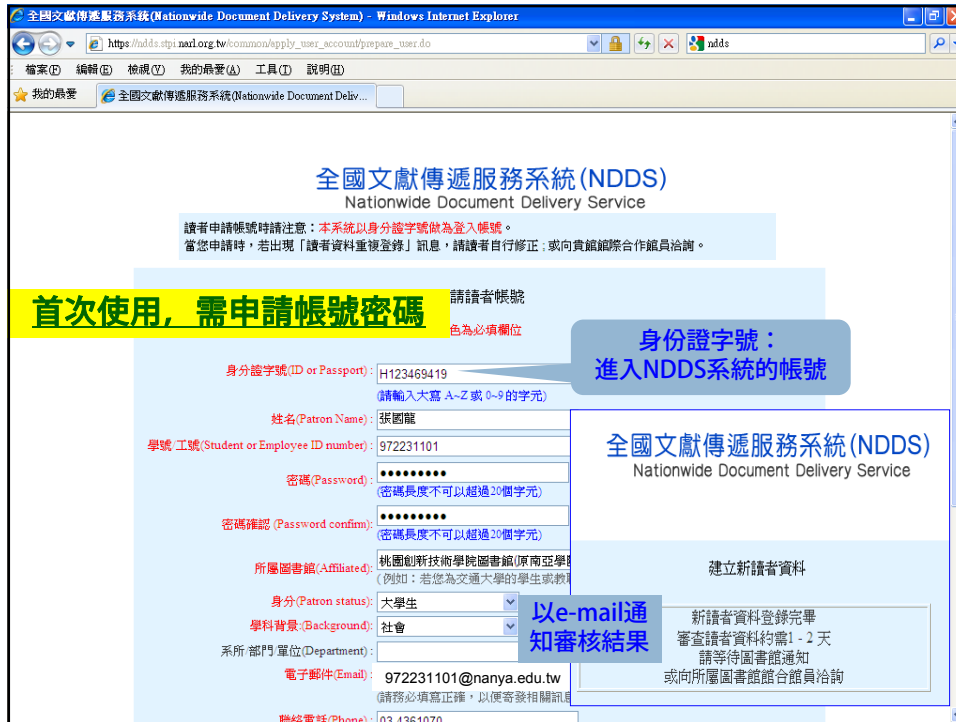 全國文獻傳遞服務系統(Nationwide Document Delivery System) - Windows Internet Explorer
https://ndds.stpi.narl.org.tw/common/apply_user_account/prepare_user.do
ndds
檔案(F) 編輯(E) 檢視(V) 我的最愛(A) 工具(T) 說明(H)
我的最愛
全國文獻傳遞服務系統(Nationwide Document Deliv...
全國文獻傳遞服務系統(NDDS)
Nationwide Document Delivery Service
讀者申請帳號時請注意：本系統以身分證字號做為登入帳號。
當您申請時，若出現「讀者資料重複登錄」訊息，請讀者自行修正；或向貴館館際合作館員洽詢。
請讀者帳號
首次使用，需申請帳號密碼
色為必填欄位
身份證字號：
進入NDDS系統的帳號
身分證字號(ID or Passport) : H123469419
(請輸入大寫 A~Z 或 0~9 的字元)
姓名(Patron Name) : 張國龍
學號/工號(Student or Employee ID number) : 972231101
密碼(Password) : •••••••••
(密碼長度不可以超過20個字元)
密碼確認 (Password confirm): •••••••••
(密碼長度不可以超過20個字元)
所屬圖書館(Affiliated): 桃園創新技術學院圖書館(原南亞學
(例如：若您為交通大學的學生或教
身分(Patron status): 大學生
學科背景:(Background): 社會
系所/部門/單位(Department) :
電子郵件(Email) : 972231101@nanya.edu.tw
(請務必填寫正確，以便寄發相關訊息
聯絡電話(Phone) : 03-4361070
以e-mail通
知審核結果
全國文獻傳遞服務系統(NDDS)
Nationwide Document Delivery Service
建立新讀者資料
新讀者資料登錄完畢
審查讀者資料約需1 - 2 天
請等待圖書館通知
或向所屬圖書館館合館員洽詢